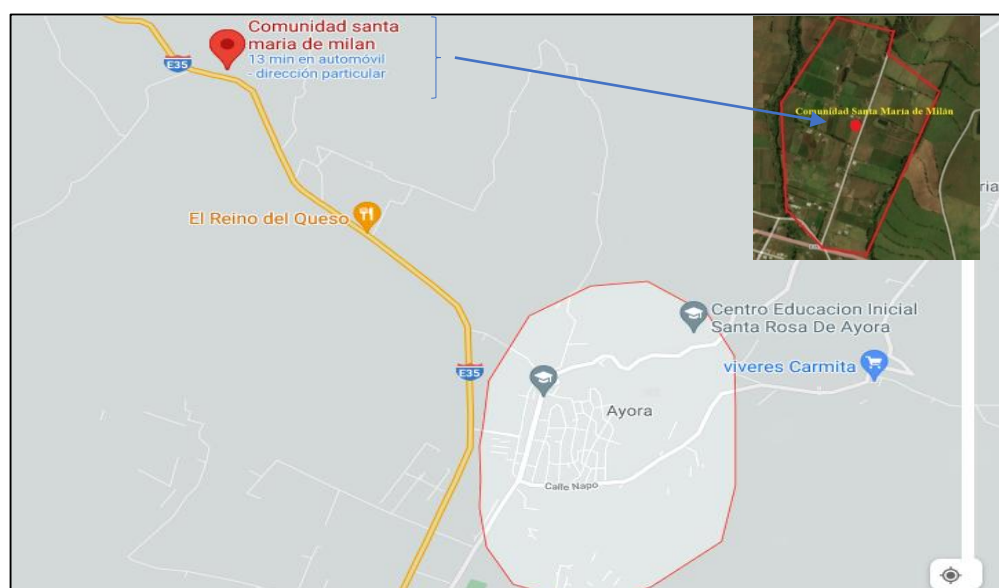 Comunidad santa
maria de milan
13 min en automóvil
- dirección particular
E35
Comunidad Santa María de Milán
ria
El Reino del Queso
Centro Educacion Inicial
Santa Rosa De Ayora
viveres Carmita
E35
Ayora
Calle Napo